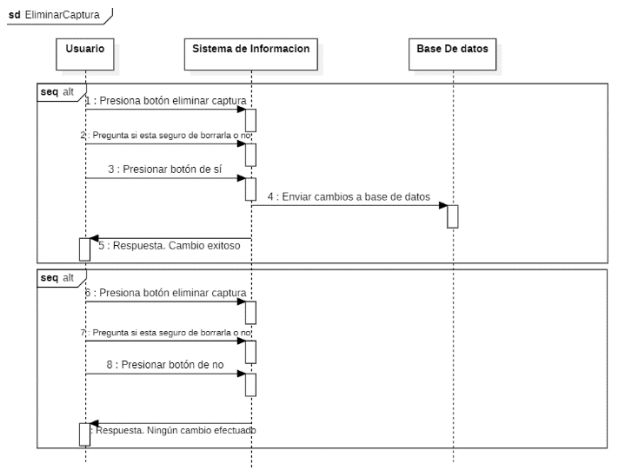 sd EliminarCaptura
Usuario
Sistema de Informacion
Base De datos
seq alt
1 : Presiona botón eliminar captura
2 : Pregunta si esta seguro de borrarla o no
3 : Presionar botón de sí
4 : Enviar cambios a base de datos
5 : Respuesta. Cambio exitoso
seq alt
6 : Presiona botón eliminar captura
7 : Pregunta si esta seguro de borrarla o no
8 : Presionar botón de no
: Respuesta. Ningún cambio efectuado